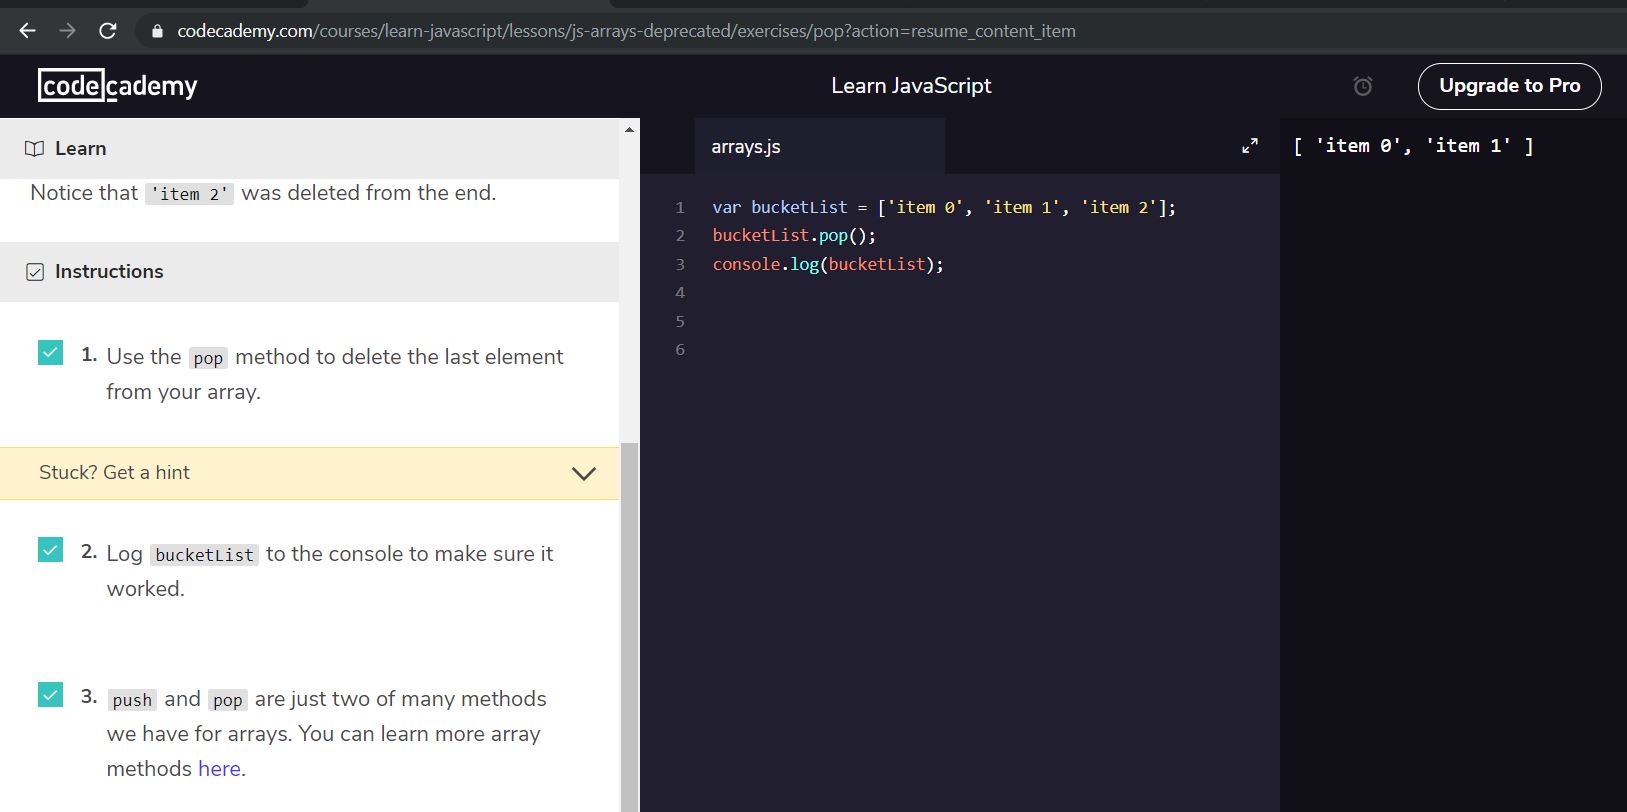 codecademy.com/courses/learn-javascript/lessons/js-arrays-deprecated/exercises/pop?action=resume_content_item
codecademy
Learn JavaScript
Upgrade to Pro
Learn
Notice that 'item 2' was deleted from the end.
Instructions
1. Use the pop method to delete the last element
from your array.
Stuck? Get a hint
2. Log bucketList to the console to make sure it
worked.
3. push and pop are just two of many methods
we have for arrays. You can learn more array
methods here.
arrays.js
1 var bucketList = ['item 0', 'item 1', 'item 2'];
2 bucketList.pop();
3 console.log(bucketList);
4
5
6
[ 'item 0', 'item 1' ]